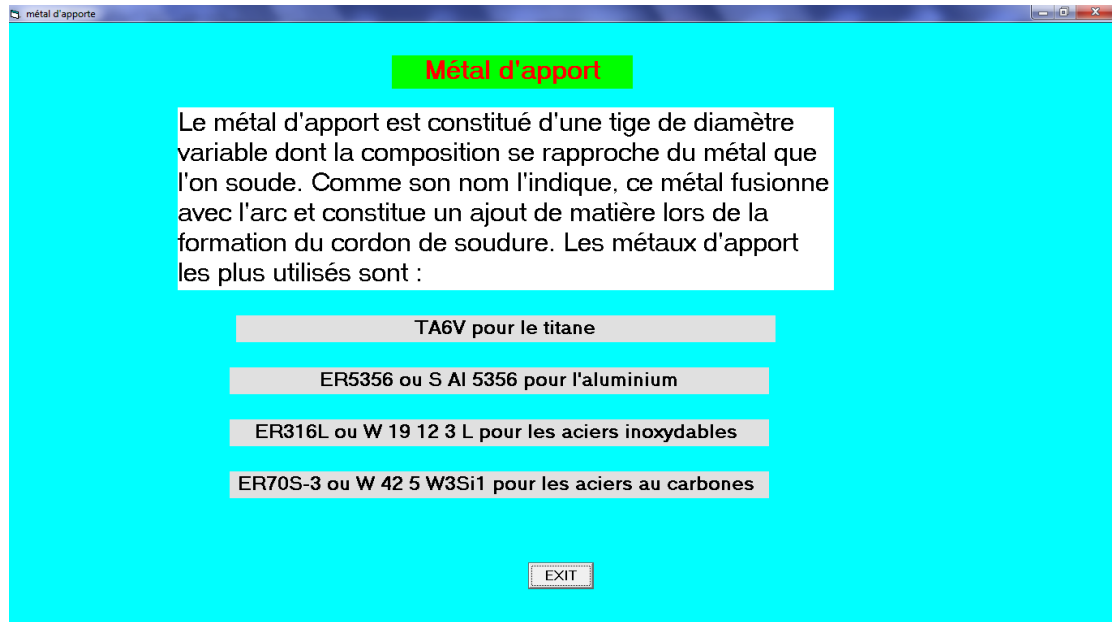 métal d'apporte
Métal d'apport
Le métal d'apport est constitué d'une tige de diamètre
variable dont la composition se rapproche du métal que
l'on soude. Comme son nom l'indique, ce métal fusionne
avec l'arc et constitue un ajout de matière lors de la
formation du cordon de soudure. Les métaux d'apport
les plus utilisés sont :
TA6V pour le titane
ER5356 ou S Al 5356 pour l'aluminium
ER316L ou W 19 12 3 L pour les aciers inoxydables
ER70S-3 ou W 42 5 W3Si1 pour les aciers au carbones
EXIT